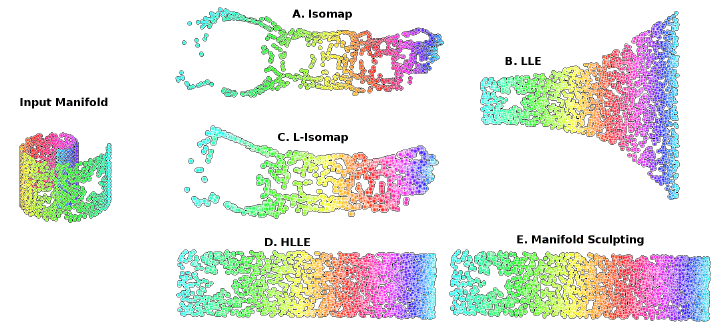 A. Isomap
B. LLE
Input Manifold
C. L-Isomap
D. HLLE
E. Manifold Sculpting